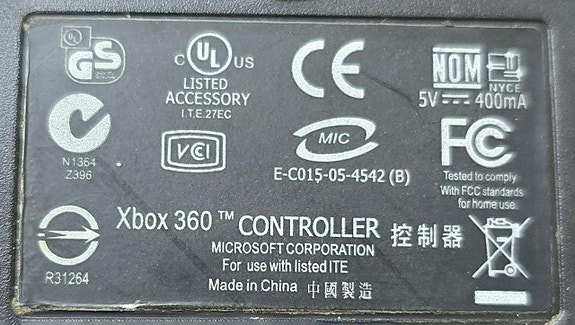 UL
GS
C UL US
LISTED
ACCESSORY
I.T.E.27EC
CE
NOM
NYCE
5V 400mA
N1364
Z396
VCI
MIC
E-C015-05-4542 (B)
FC
Tested to comply
With FCC standards
for home use.
R31264
Xbox 360 ™ CONTROLLER 控制器
MICROSOFT CORPORATION
For use with listed ITE
Made in China 中國製造